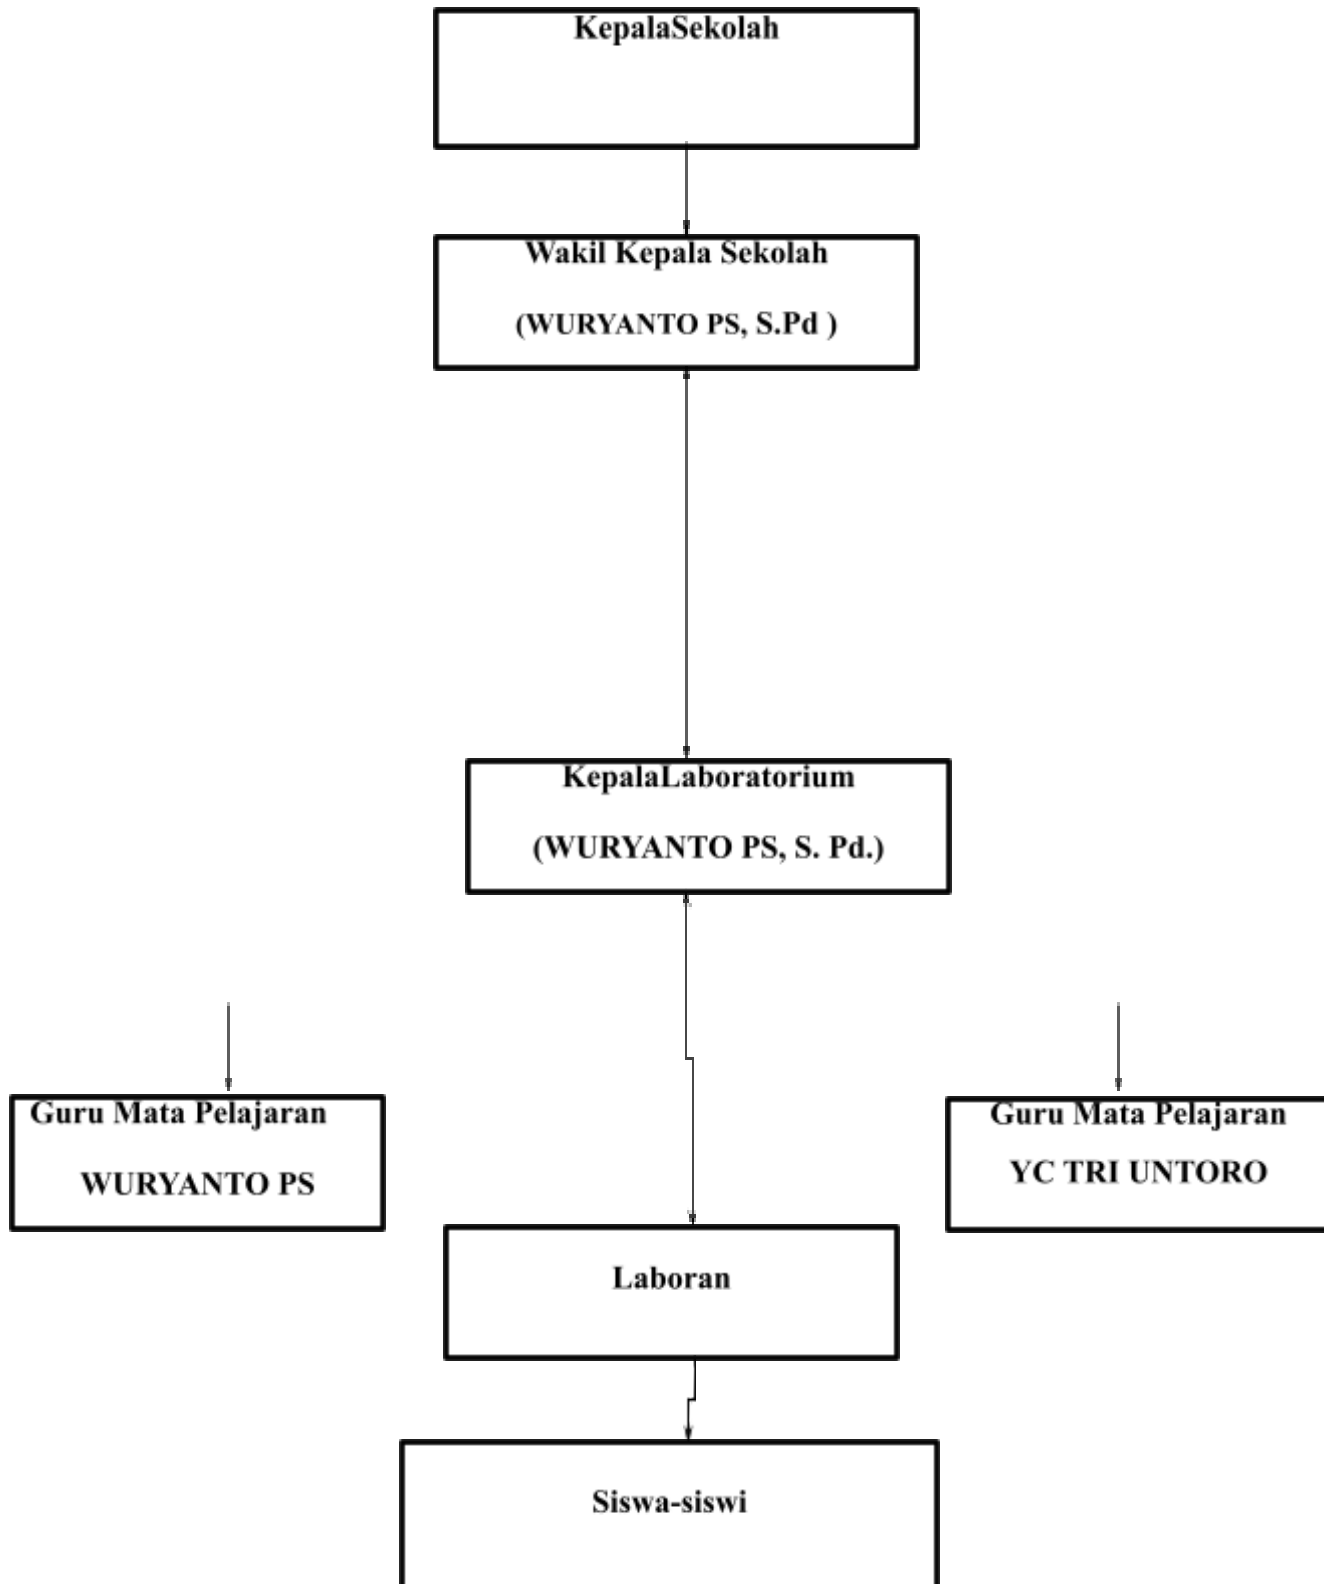 KepalaSekolah
Wakil Kepala Sekolah
(WURYANTO PS, S.Pd )
KepalaLaboratorium
(WURYANTO PS, S. Pd.)
Guru Mata Pelajaran
WURYANTO PS
Guru Mata Pelajaran
YC TRI UNTORO
Laboran
Siswa-siswi